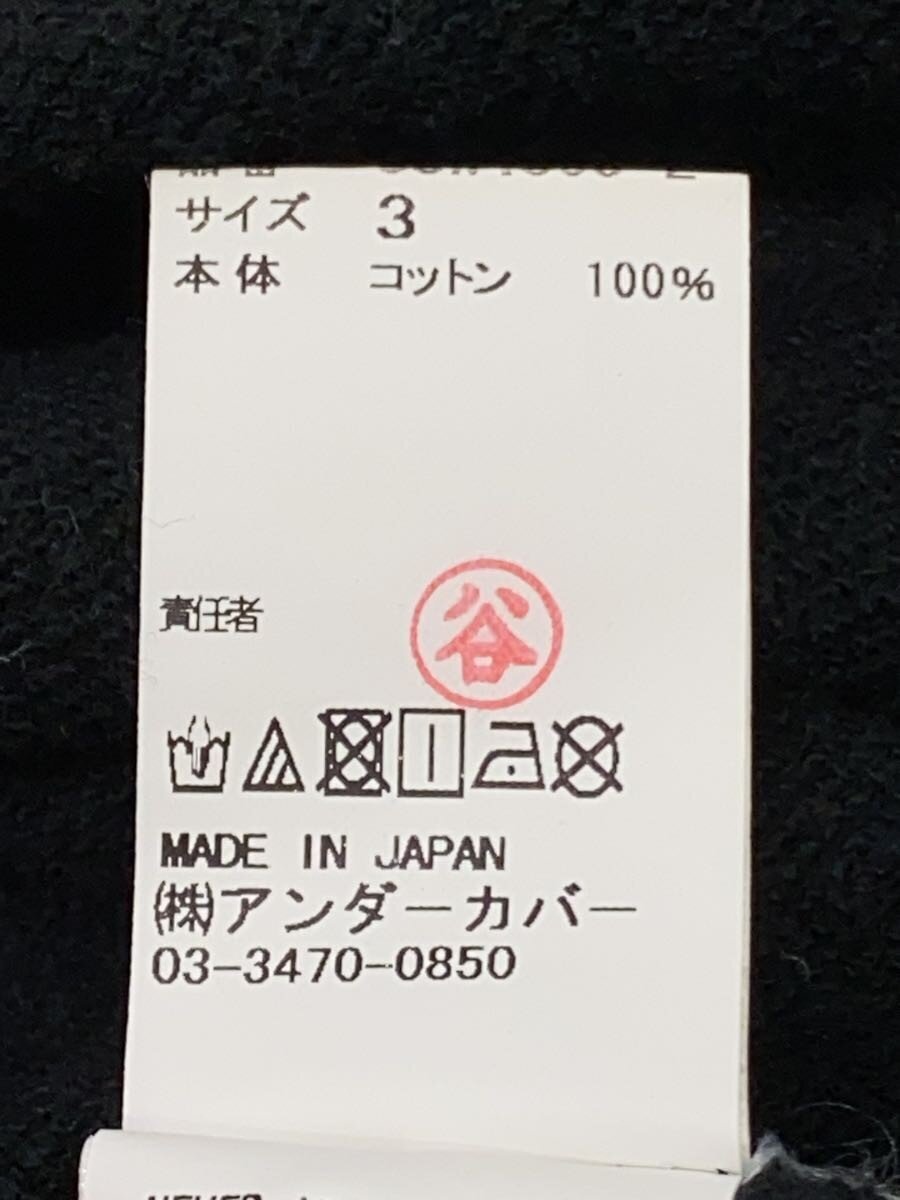 サイズ 3
本体 コットン 100%
責任者
谷
MADE IN JAPAN
㈱アンダーカバー
03-3470-0850